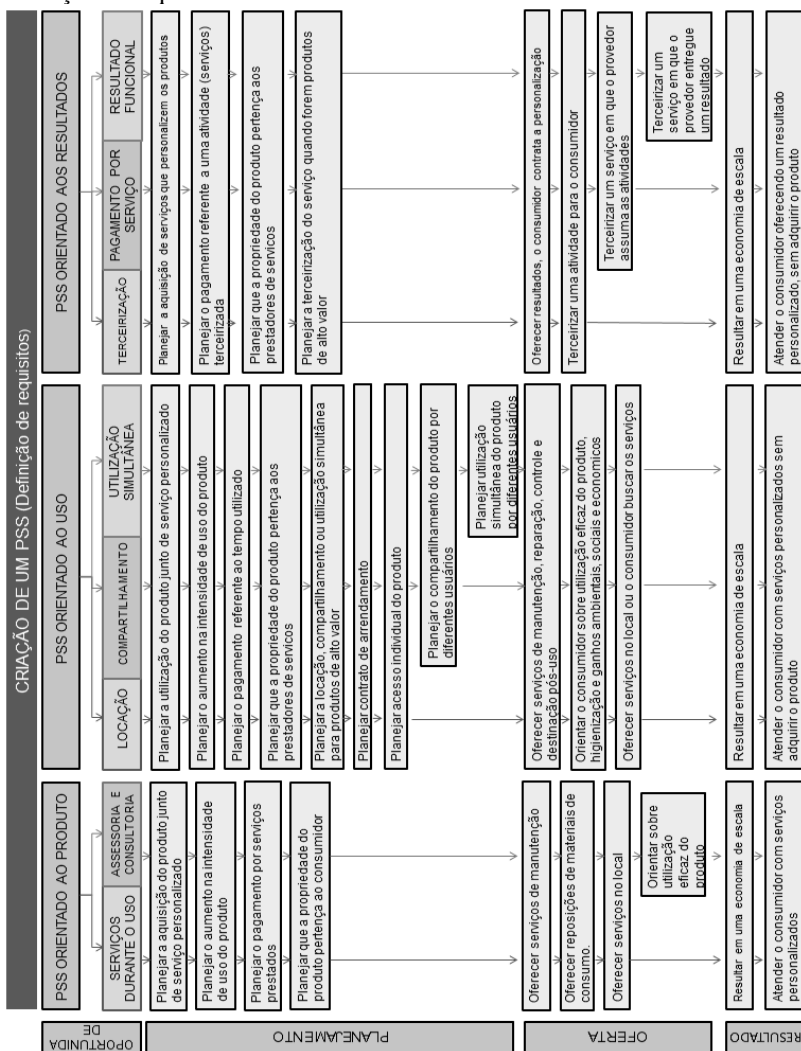 CRIAÇÃO DE UM PSS (Definição de requisitos)
OPORTUNIDA
DE
PSS ORIENTADO AO PRODUTO
SERVIÇOS
DURANTE O USO
ASSESSORIA E
CONSULTORIA
PSS ORIENTADO AO USO
LOCAÇÃO
COMPARTILHAMENTO
UTILIZAÇÃO
SIMULTÂNEA
PSS ORIENTADO AOS RESULTADOS
TERCEIRIZAÇÃO
PAGAMENTO POR
SERVIÇO
RESULTADO
FUNCIONAL
PLANEJAMENTO
Planejar a aquisição do produto junto
de serviço personalizado
Planejar o aumento na intensidade
de uso do produto
Planejar o pagamento por serviços
prestados
Planejar que a propriedade do
produto pertença ao consumidor
Planejar a utilização do produto junto de serviço personalizado
Planejar o aumento na intensidade de uso do produto
Planejar o pagamento referente ao tempo utilizado
Planejar que a propriedade do produto pertença aos
prestadores de servicos
Planejar a locação, compartilhamento ou utilização simultânea
para produtos de alto valor
Planejar contrato de arrendamento
Planejar acesso individual do produto
Planejar o compartilhamento do produto por
diferentes usuários
Planejar utilização
simultânea do produto
por diferentes usuários
Planejar a aquisição de serviços que personalizem os produtos
Planejar o pagamento referente a uma atividade (serviços)
terceirizada
Planejar que a propriedade do produto pertença aos
prestadores de servicos
Planejar a terceirização do serviço quando forem produtos
de alto valor
OFERTA
Oferecer serviços de manutenção
Oferecer reposições de materiais de
consumo.
Oferecer serviços no local
Orientar sobre
utilização
eficaz do
produto
Oferecer serviços de manutenção, reparação, controle e
destinação pós-uso
Orientar o consumidor sobre utilização eficaz do produto,
higienização e ganhos ambientais, sociais e economicos
Oferecer serviços no local ou o consumidor buscar os serviços
Oferecer resultados, o consumidor contrata a personalização
Terceirizar uma atividade para o consumidor
Terceirizar um serviço em que o provedor
assuma as atividades
Terceirizar um
serviço em que o
provedor entregue
um resultado
RESULTADO
Resultar em uma economia de escala
Atender o consumidor com serviços
personalizados
Resultar em uma economia de escala
Atender o consumidor com serviços personalizados sem
adquirir o produto
Resultar em uma economia de escala
Atender o consumidor oferecendo um resultado
personalizado, sem adquirir o produto